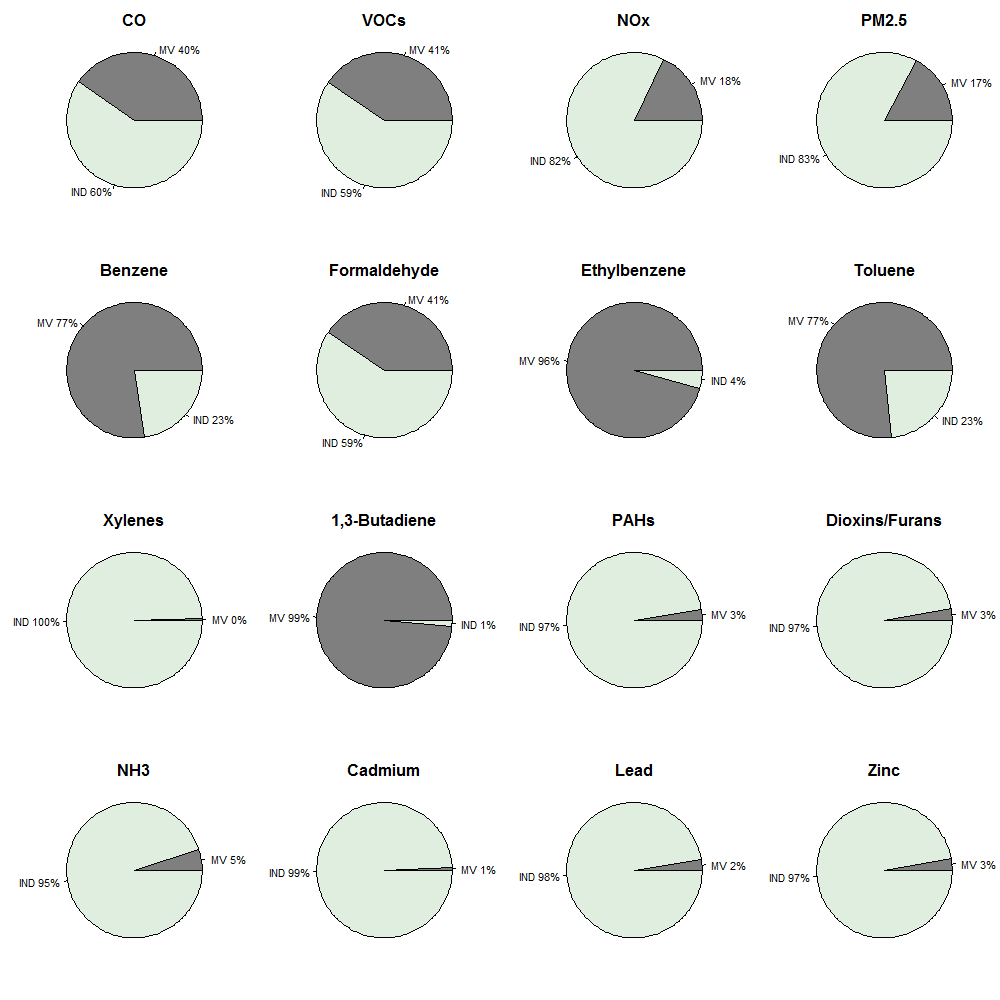 CO
VOCs
NOx
PM2.5
MV 40%
IND 60%
MV 41%
IND 59%
MV 18%
IND 82%
MV 17%
IND 83%
Benzene
Formaldehyde
Ethylbenzene
Toluene
MV 77%
IND 23%
MV 41%
IND 59%
MV 96%
IND 4%
MV 77%
IND 23%
Xylenes
1,3-Butadiene
PAHs
Dioxins/Furans
MV 0%
IND 100%
MV 99%
IND 1%
MV 3%
IND 97%
MV 3%
IND 97%
NH3
Cadmium
Lead
Zinc
MV 5%
IND 95%
MV 1%
IND 99%
MV 2%
IND 98%
MV 3%
IND 97%